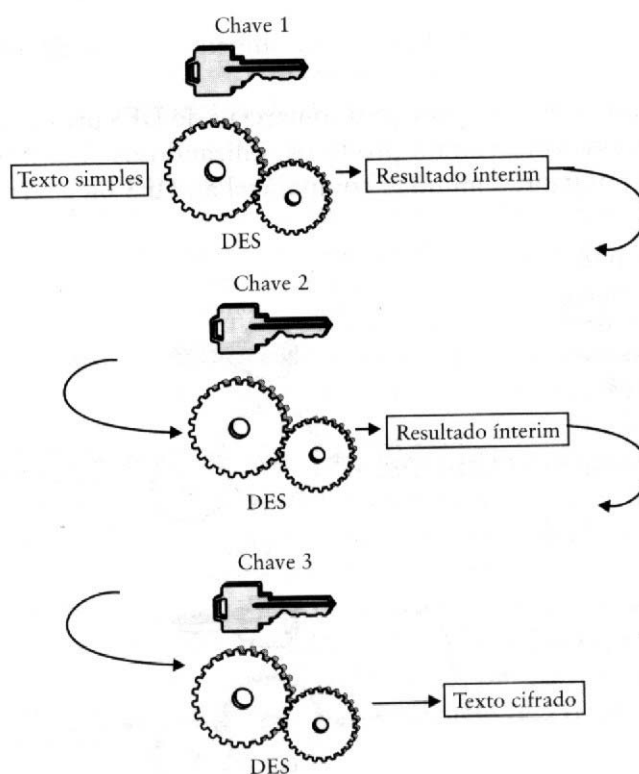 Chave 1
Texto simples
Resultado ínterim
DES
Chave 2
Resultado ínterim
DES
Chave 3
Texto cifrado
DES